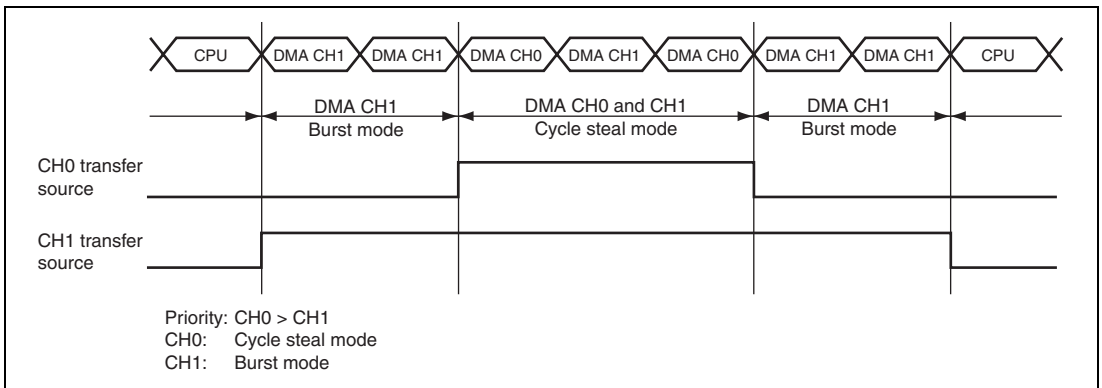 CPU DMA CH1 DMA CH1 DMA CH0 DMA CH1 DMA CH0 DMA CH1 DMA CH1 CPU
DMA CH1
Burst mode
DMA CH0 and CH1
Cycle steal mode
DMA CH1
Burst mode
CH0 transfer
source
CH1 transfer
source
Priority: CH0 > CH1
CH0: Cycle steal mode
CH1: Burst mode